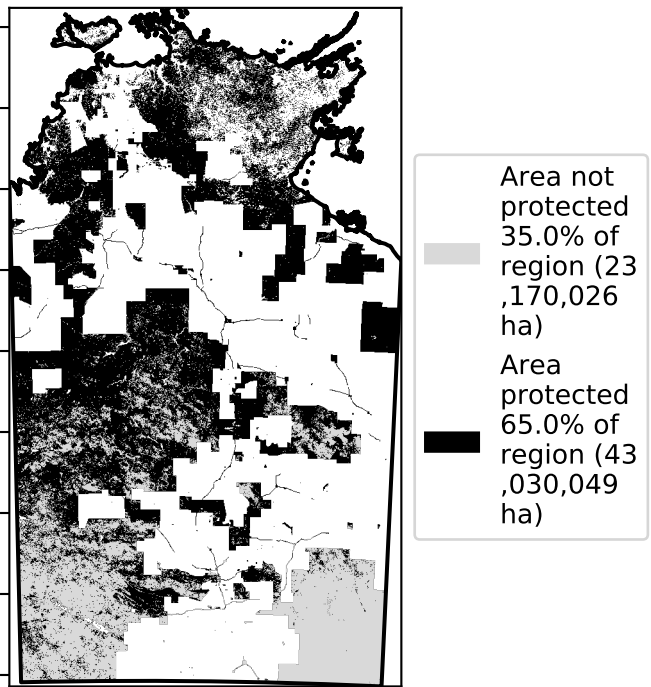 Area not
protected
35.0% of
region (23
,170,026
ha)
Area
protected
65.0% of
region (43
,030,049
ha)